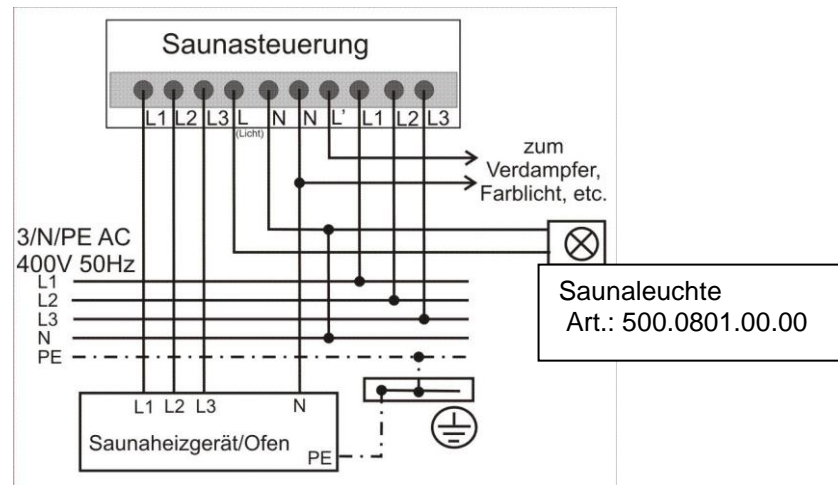 Saunasteuerung
L1 L2 L3 L N N L' L1 L2 L3
(Licht)
zum
Verdampfer,
Farblicht, etc.
3/N/PE AC
400V 50Hz
L1
L2
L3
N
PE
Saunaleuchte
Art.: 500.0801.00.00
L1 L2 L3 N
Saunaheizgerät/Ofen
PE